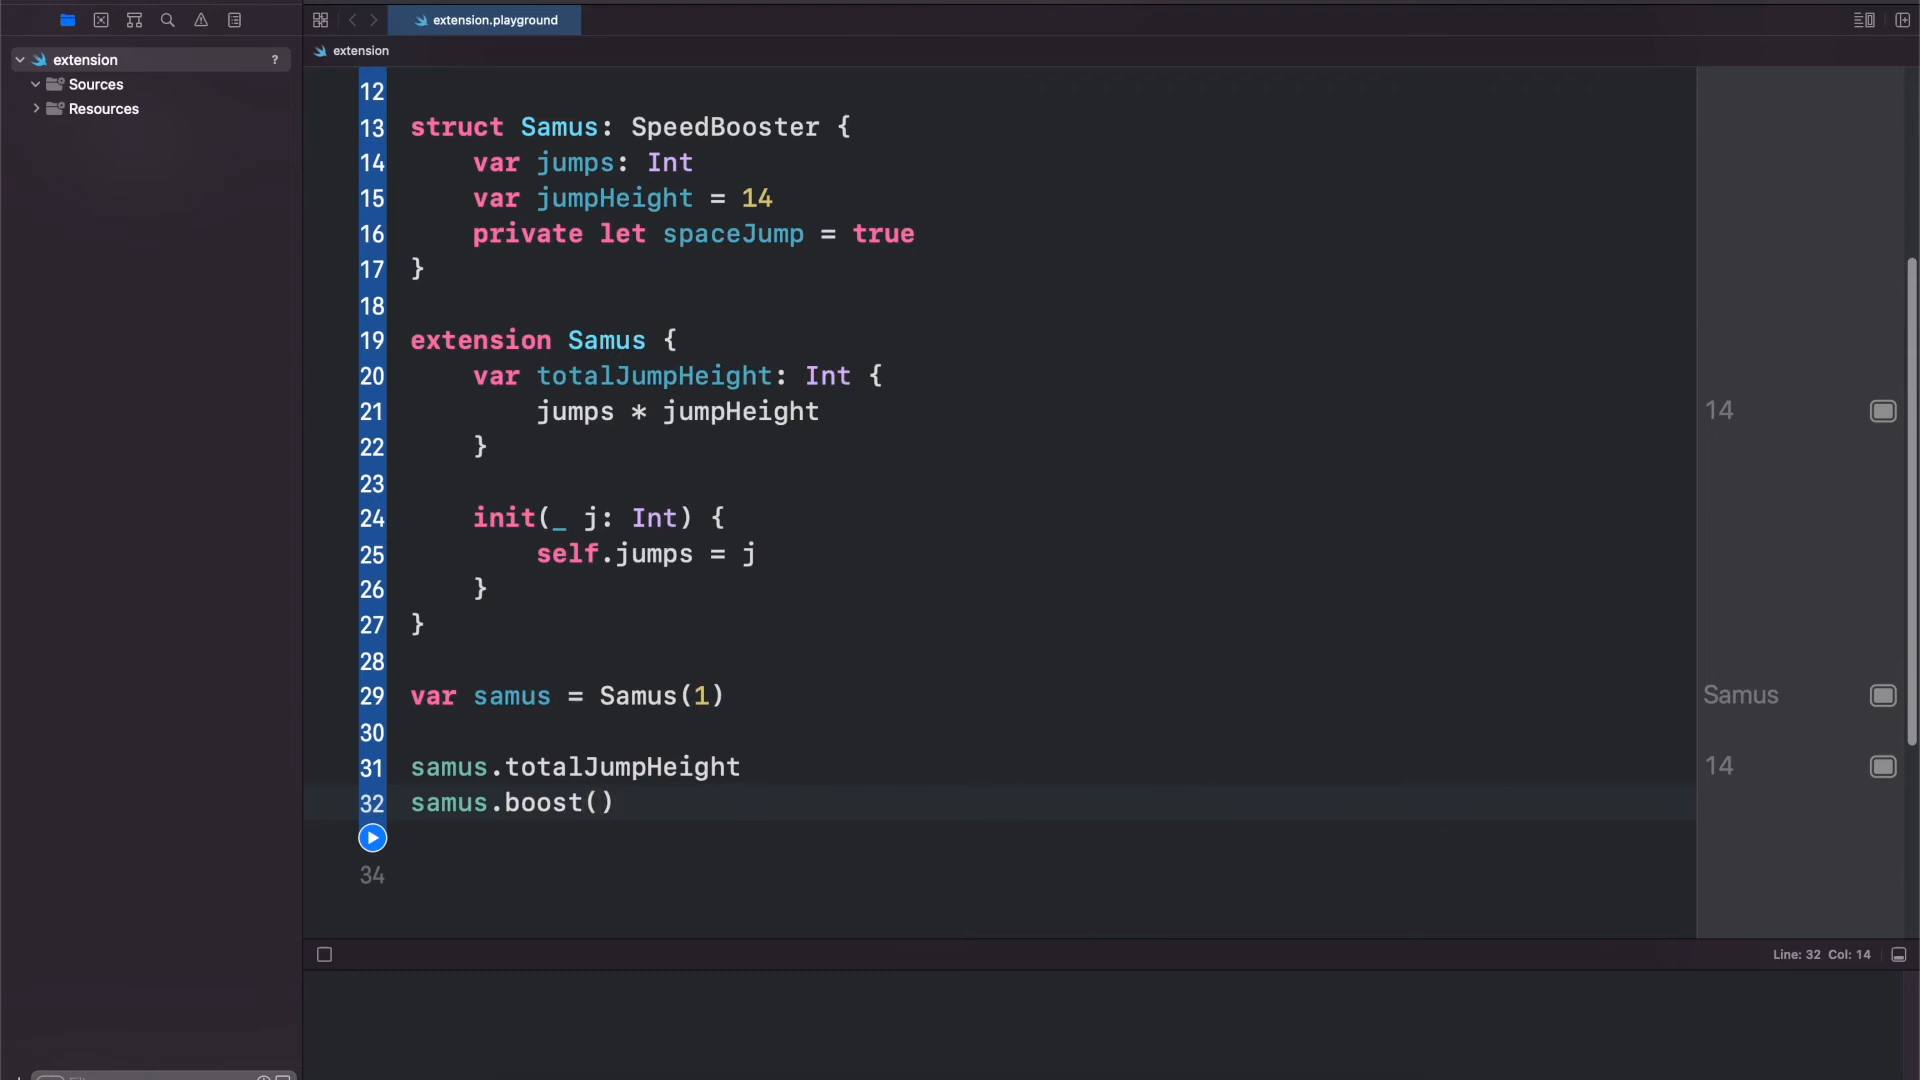 extension.playground
extension
extension ?
Sources
Resources
12
13 struct Samus: SpeedBooster {
14 var jumps: Int
15 var jumpHeight = 14
16 private let spaceJump = true
17 }
18
19 extension Samus {
20 var totalJumpHeight: Int {
21 jumps * jumpHeight 14
22 }
23
24 init(_ j: Int) {
25 self.jumps = j
26 }
27 }
28
29 var samus = Samus(1) Samus
30
31 samus.totalJumpHeight 14
32 samus.boost()
34
Line: 32 Col: 14